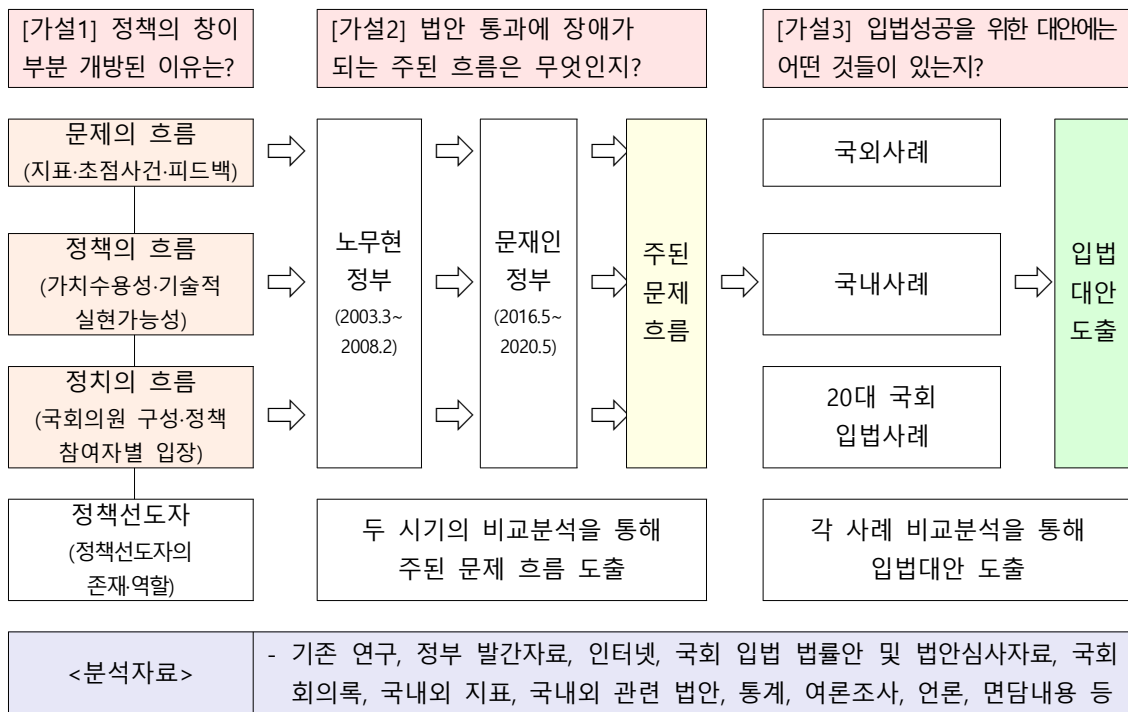 [가설1] 정책의 창이
부분 개방된 이유는?
[가설2] 법안 통과에 장애가
되는 주된 흐름은 무엇인지?
[가설3] 입법성공을 위한 대안에는
어떤 것들이 있는지?
문제의 흐름
(지표·초점사건·피드백)
정책의 흐름
(가치수용성·기술적
실현가능성)
정치의 흐름
(국회의원 구성·정책
참여자별 입장)
정책선도자
(정책선도자의
존재·역할)
노무현
정부
(2003.3~
2008.2)
문재인
정부
(2016.5~
2020.5)
주된
문제
흐름
두 시기의 비교분석을 통해
주된 문제 흐름 도출
국외사례
국내사례
20대 국회
입법사례
입법
대안
도출
각 사례 비교분석을 통해
입법대안 도출
<분석자료>
- 기존 연구, 정부 발간자료, 인터넷, 국회 입법 법률안 및 법안심사자료, 국회
회의록, 국내외 지표, 국내외 관련 법안, 통계, 여론조사, 언론, 면담내용 등